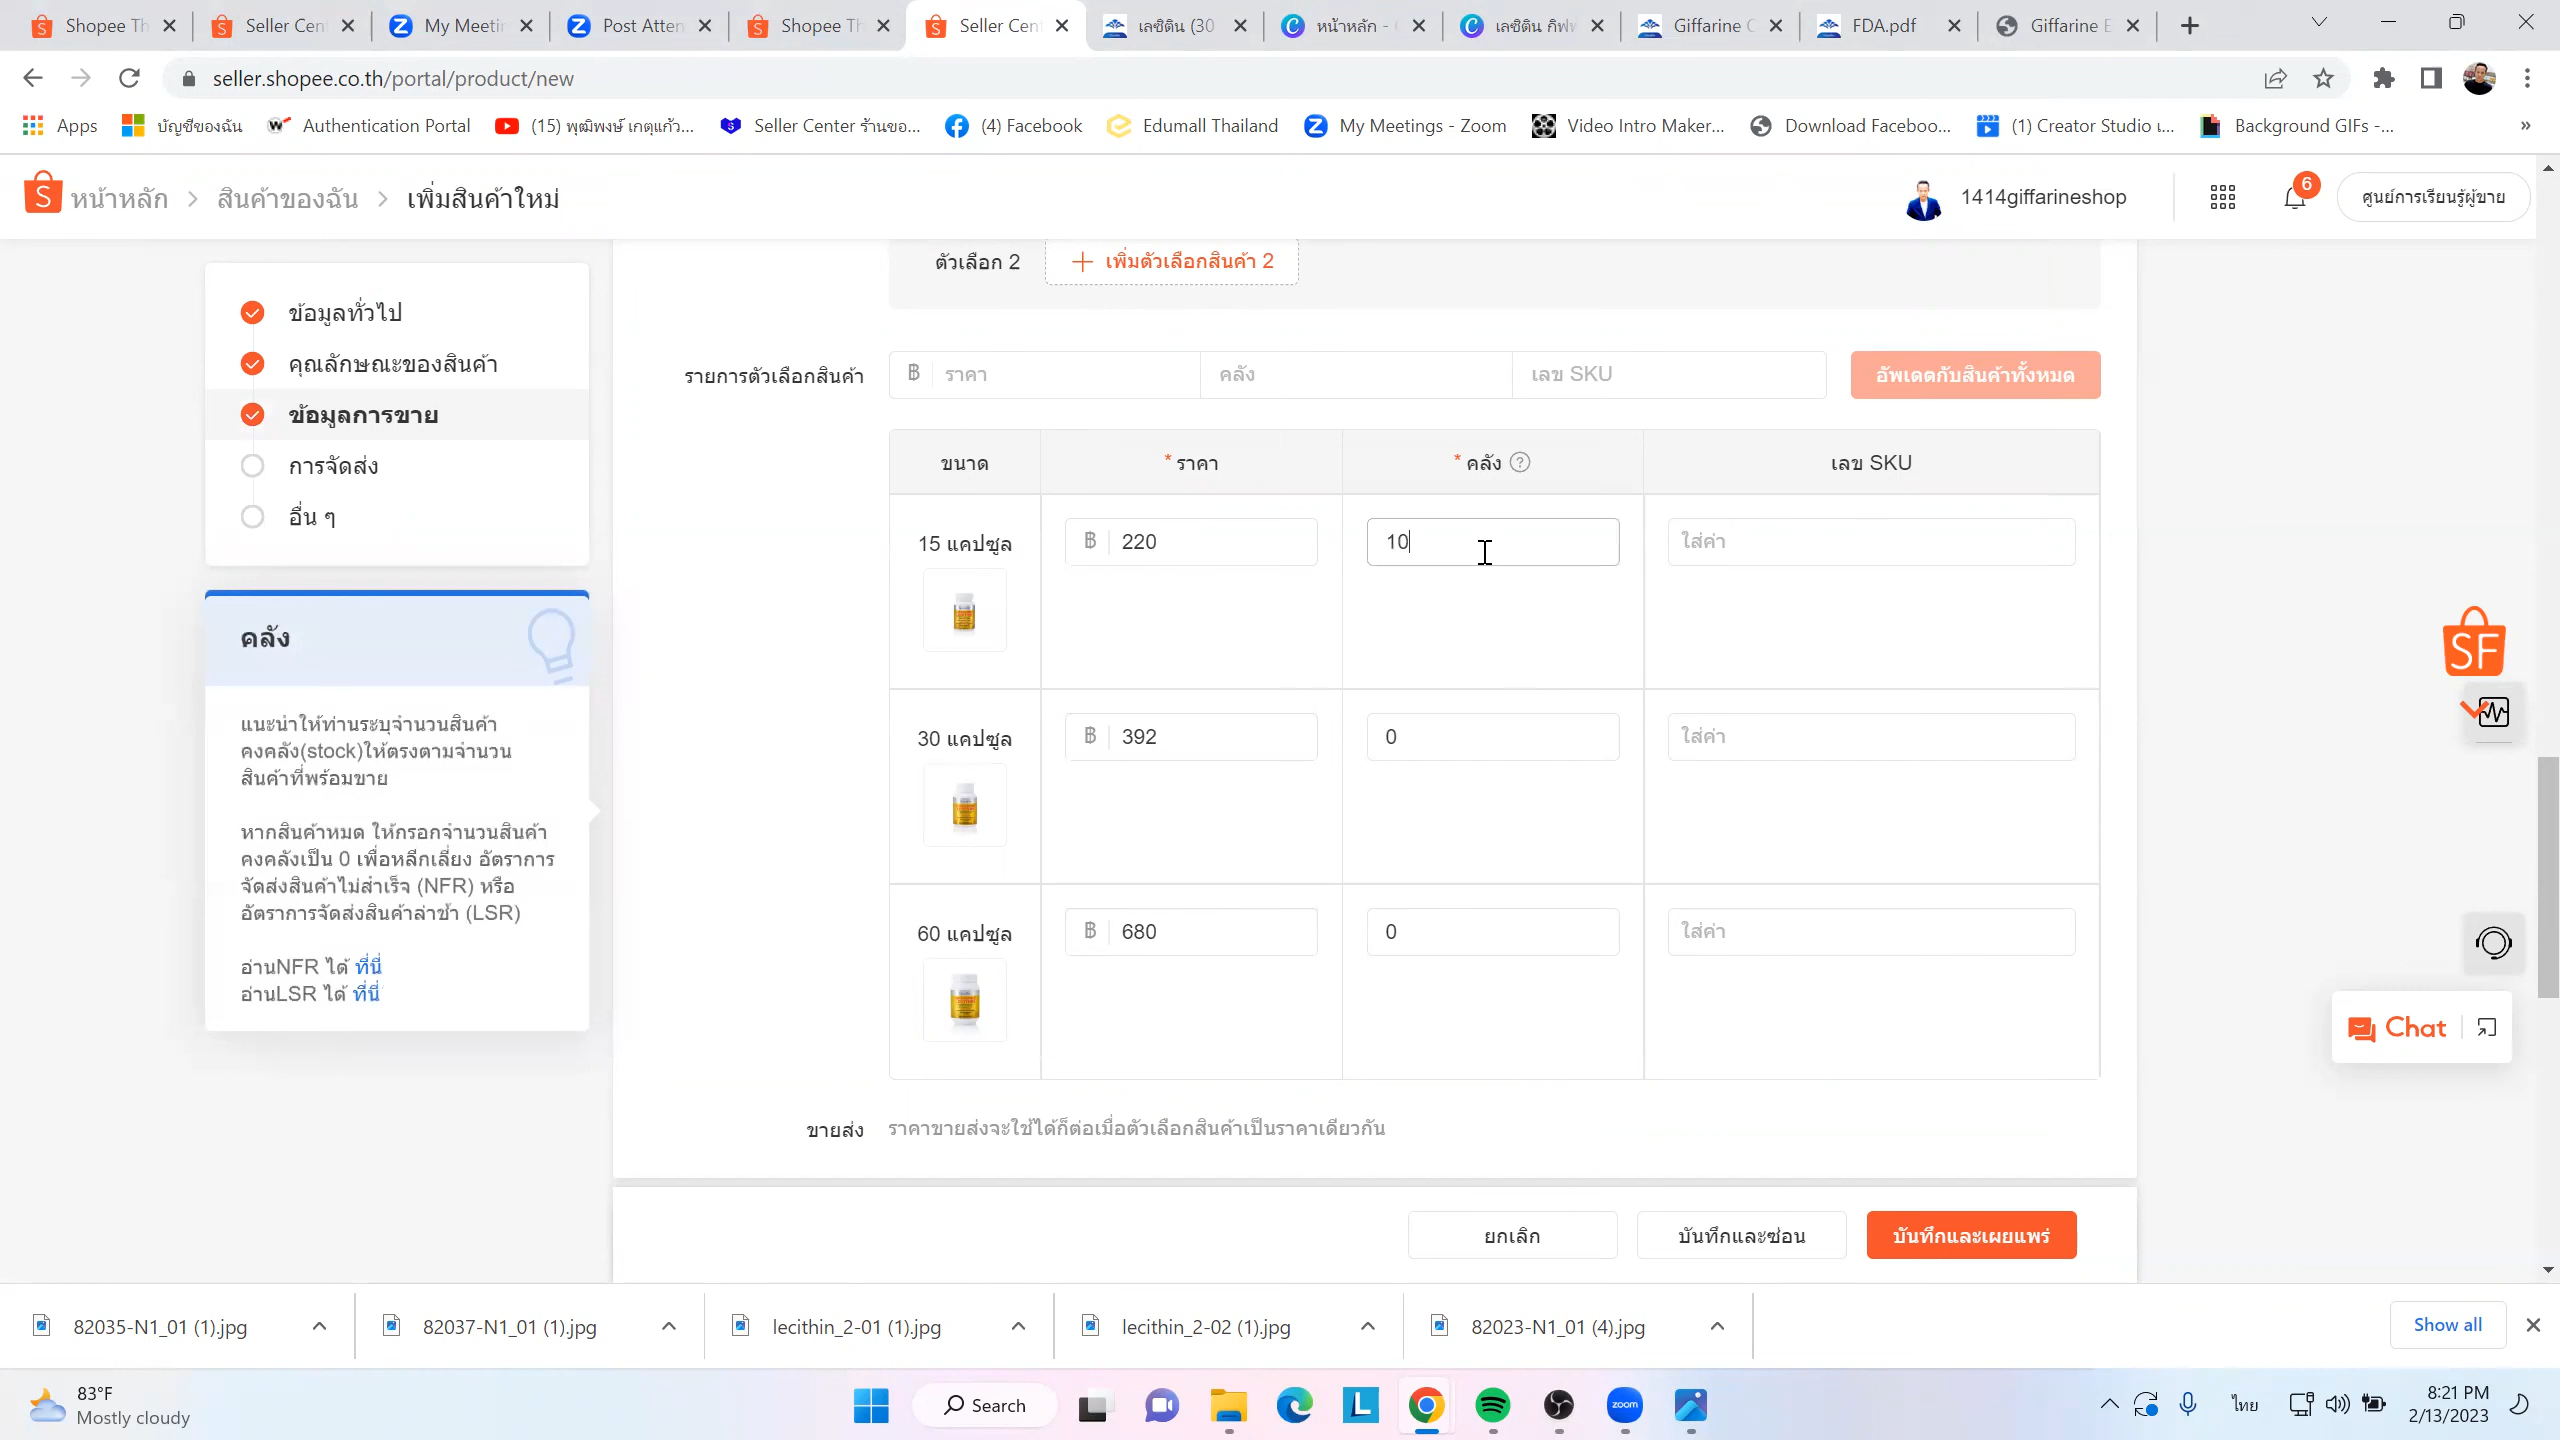 Shopee Th
Seller Cen
My Meetin
Post Atten
Shopee Th
Seller Cen
เลซิติน (30
หน้าหลัก -
เลซิติน กิฟฟ
Giffarine C
FDA.pdf
Giffarine E
seller.shopee.co.th/portal/product/new
Apps
บัญชีของฉัน
Authentication Portal
(15) พุฒิพงษ์ เกตุแก้ว...
Seller Center ร้านขอ...
(4) Facebook
Edumall Thailand
My Meetings - Zoom
Video Intro Maker...
Download Faceboo...
(1) Creator Studio เ...
Background GIFs -...
»
หน้าหลัก > สินค้าของฉัน > เพิ่มสินค้าใหม่
1414giffarineshop
6
ศูนย์การเรียนรู้ผู้ขาย
ข้อมูลทั่วไป
คุณลักษณะของสินค้า
ข้อมูลการขาย
การจัดส่ง
อื่น ๆ
คลัง
แนะนำให้ท่านระบุจำนวนสินค้า
คงคลัง(stock)ให้ตรงตามจำนวน
สินค้าที่พร้อมขาย
หากสินค้าหมด ให้กรอกจำนวนสินค้า
คงคลังเป็น 0 เพื่อหลีกเลี่ยง อัตราการ
จัดส่งสินค้าไม่สำเร็จ (NFR) หรือ
อัตราการจัดส่งสินค้าล่าช้า (LSR)
อ่านNFR ได้ ที่นี่
อ่านLSR ได้ ที่นี่
ตัวเลือก 2
+ เพิ่มตัวเลือกสินค้า 2
รายการตัวเลือกสินค้า
฿ ราคา
คลัง
เลข SKU
อัพเดตกับสินค้าทั้งหมด
ขนาด
* ราคา
* คลัง ?
เลข SKU
15 แคปซูล
฿ 220
10
ใส่ค่า
30 แคปซูล
฿ 392
0
ใส่ค่า
60 แคปซูล
฿ 680
0
ใส่ค่า
ขายส่ง
ราคาขายส่งจะใช้ได้ก็ต่อเมื่อตัวเลือกสินค้าเป็นราคาเดียวกัน
ยกเลิก
บันทึกและซ่อน
บันทึกและเผยแพร่
SF
Chat
82035-N1_01 (1).jpg
82037-N1_01 (1).jpg
lecithin_2-01 (1).jpg
lecithin_2-02 (1).jpg
82023-N1_01 (4).jpg
Show all
83°F
Mostly cloudy
Search
zoom
ไทย
8:21 PM
2/13/2023